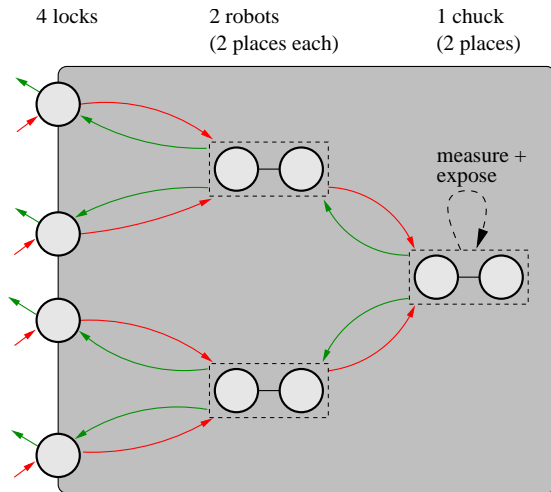 4 locks
2 robots
(2 places each)
1 chuck
(2 places)
measure +
expose